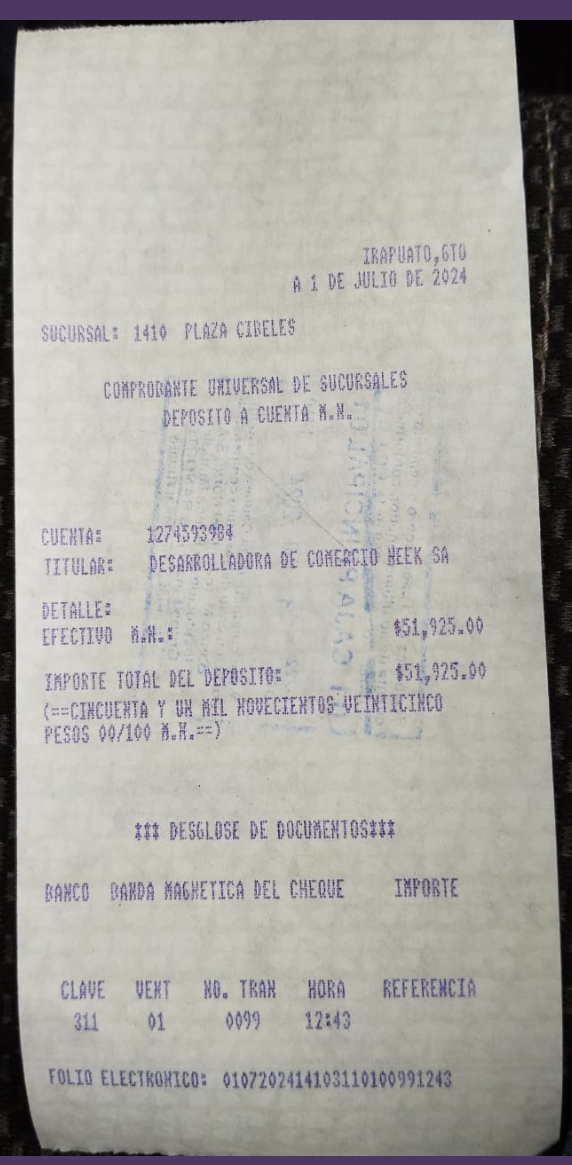 IRAPUATO,GTO
A 1 DE JULIO DE 2024
SUCURSAL: 1410 PLAZA CIBELES
COMPROBANTE UNIVERSAL DE SUCURSALES
DEPOSITO A CUENTA M.N.
CUENTA: 1274593984
TITULAR: DESARROLLADORA DE COMERCIO WEEK SA
DETALLE:
EFECTIVO M.N.: $51,925.00
IMPORTE TOTAL DEL DEPOSITO: $51,925.00
(==CINCUENTA Y UN MIL NOVECIENTOS VEINTICINCO
PESOS 00/100 M.N.==)
*** DESGLOSE DE DOCUMENTOS***
BANCO BANDA MAGNETICA DEL CHEQUE IMPORTE
CLAVE VENT NO. TRAN HORA REFERENCIA
311 01 0099 12:43
FOLIO ELECTRONICO: 0107202414103110100991243